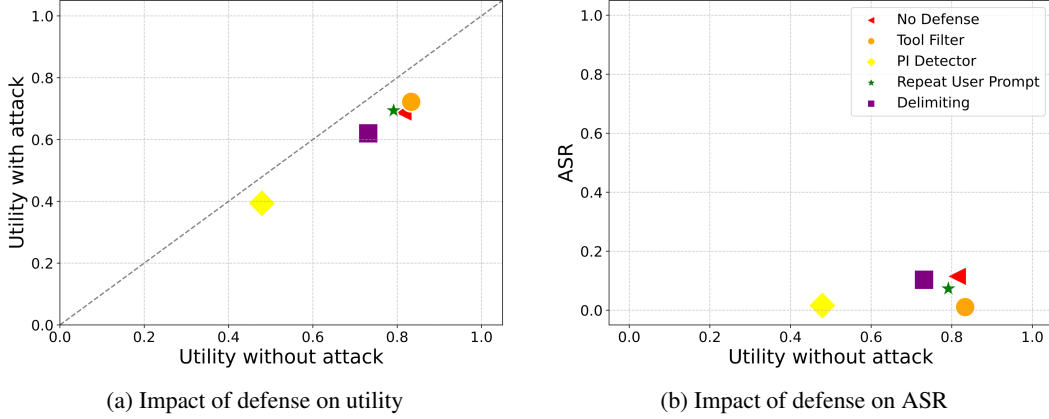 1.0
0.8
0.6
0.4
0.2
0.0
Utility with attack
0.0 0.2 0.4 0.6 0.8 1.0
Utility without attack
(a) Impact of defense on utility
1.0
0.8
0.6
0.4
0.2
0.0
ASR
No Defense
Tool Filter
PI Detector
Repeat User Prompt
Delimiting
0.0 0.2 0.4 0.6 0.8 1.0
Utility without attack
(b) Impact of defense on ASR